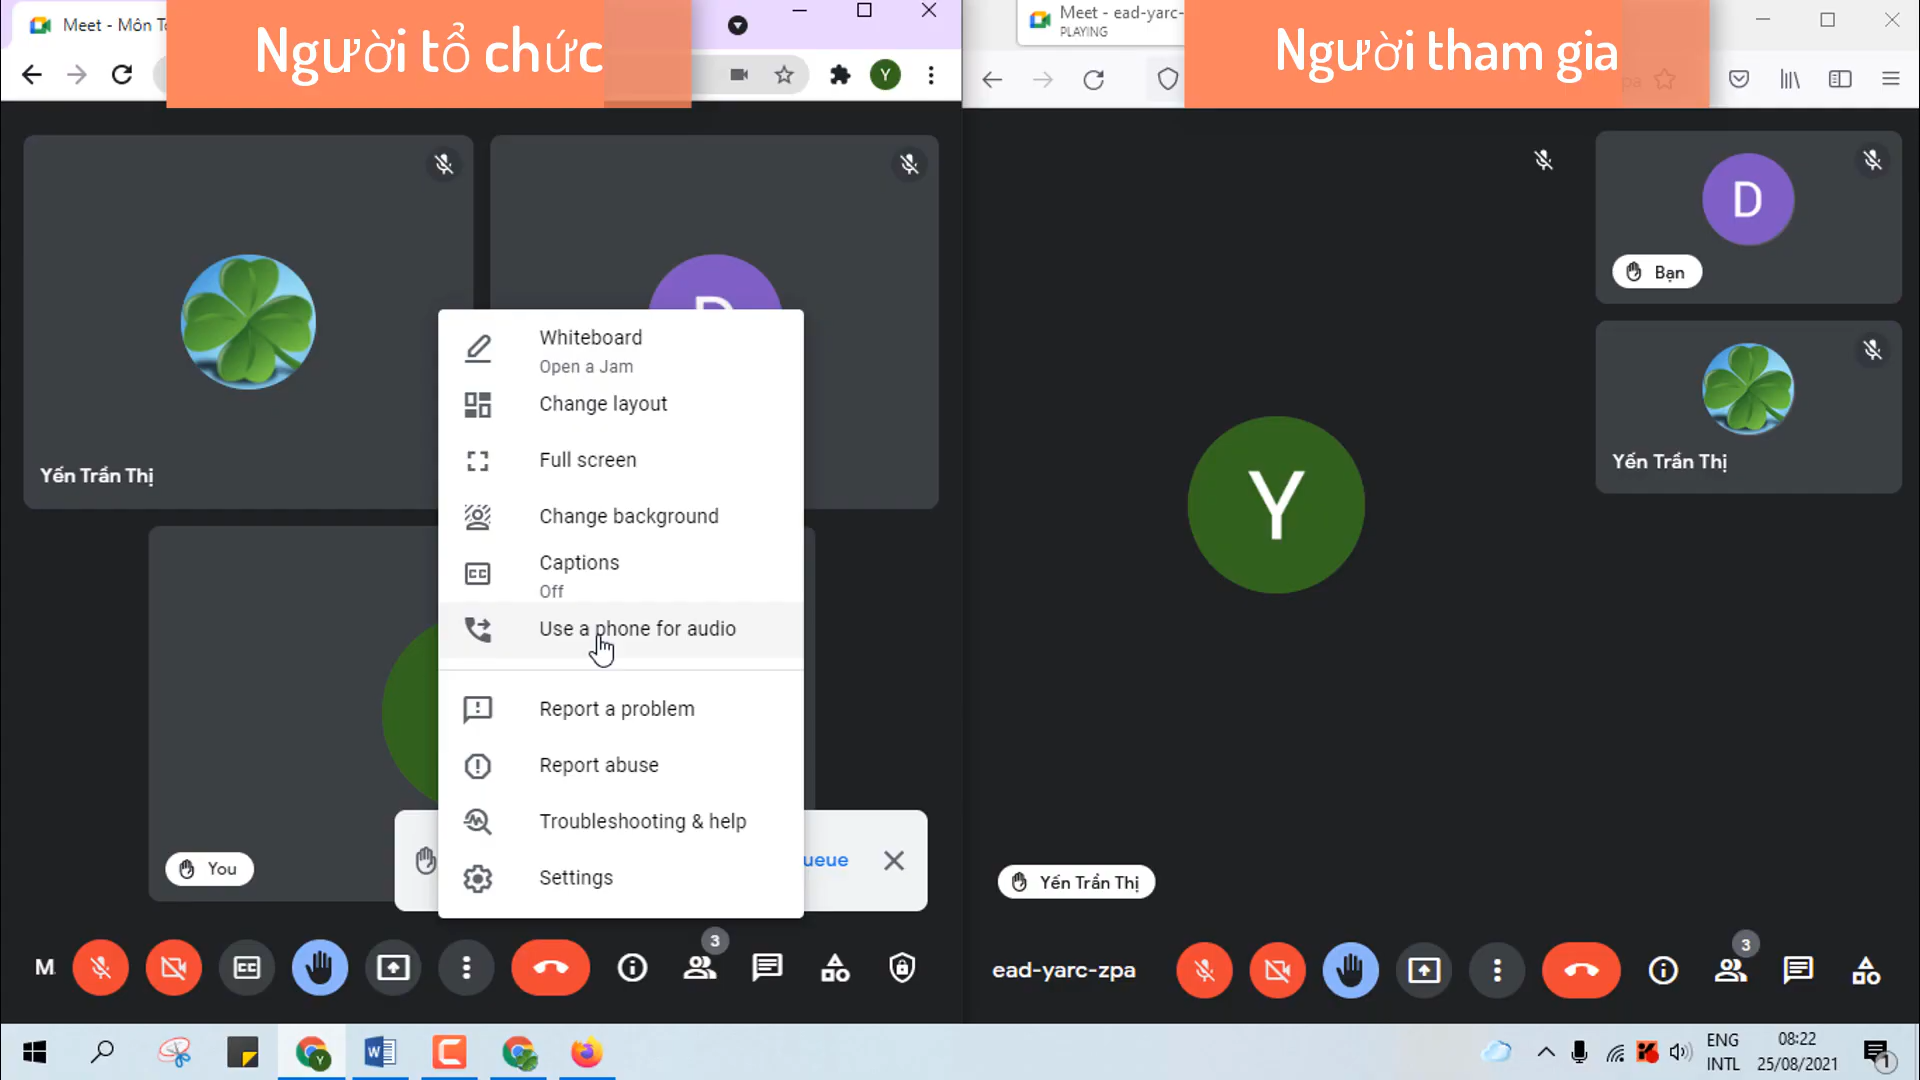 Meet - Môn
Người tổ chức
Meet - ead-yarc-
PLAYING
Người tham gia
Y
pa
D
Bạn
Yến Trần Thị
Whiteboard
Open a Jam
Change layout
Full screen
Change background
Captions
Off
Use a phone for audio
Report a problem
Report abuse
Troubleshooting & help
Settings
Yến Trần Thị
Y
You
Yến Trần Thị
3
M
3
ead-yarc-zpa
ENG
INTL
08:22
25/08/2021
1